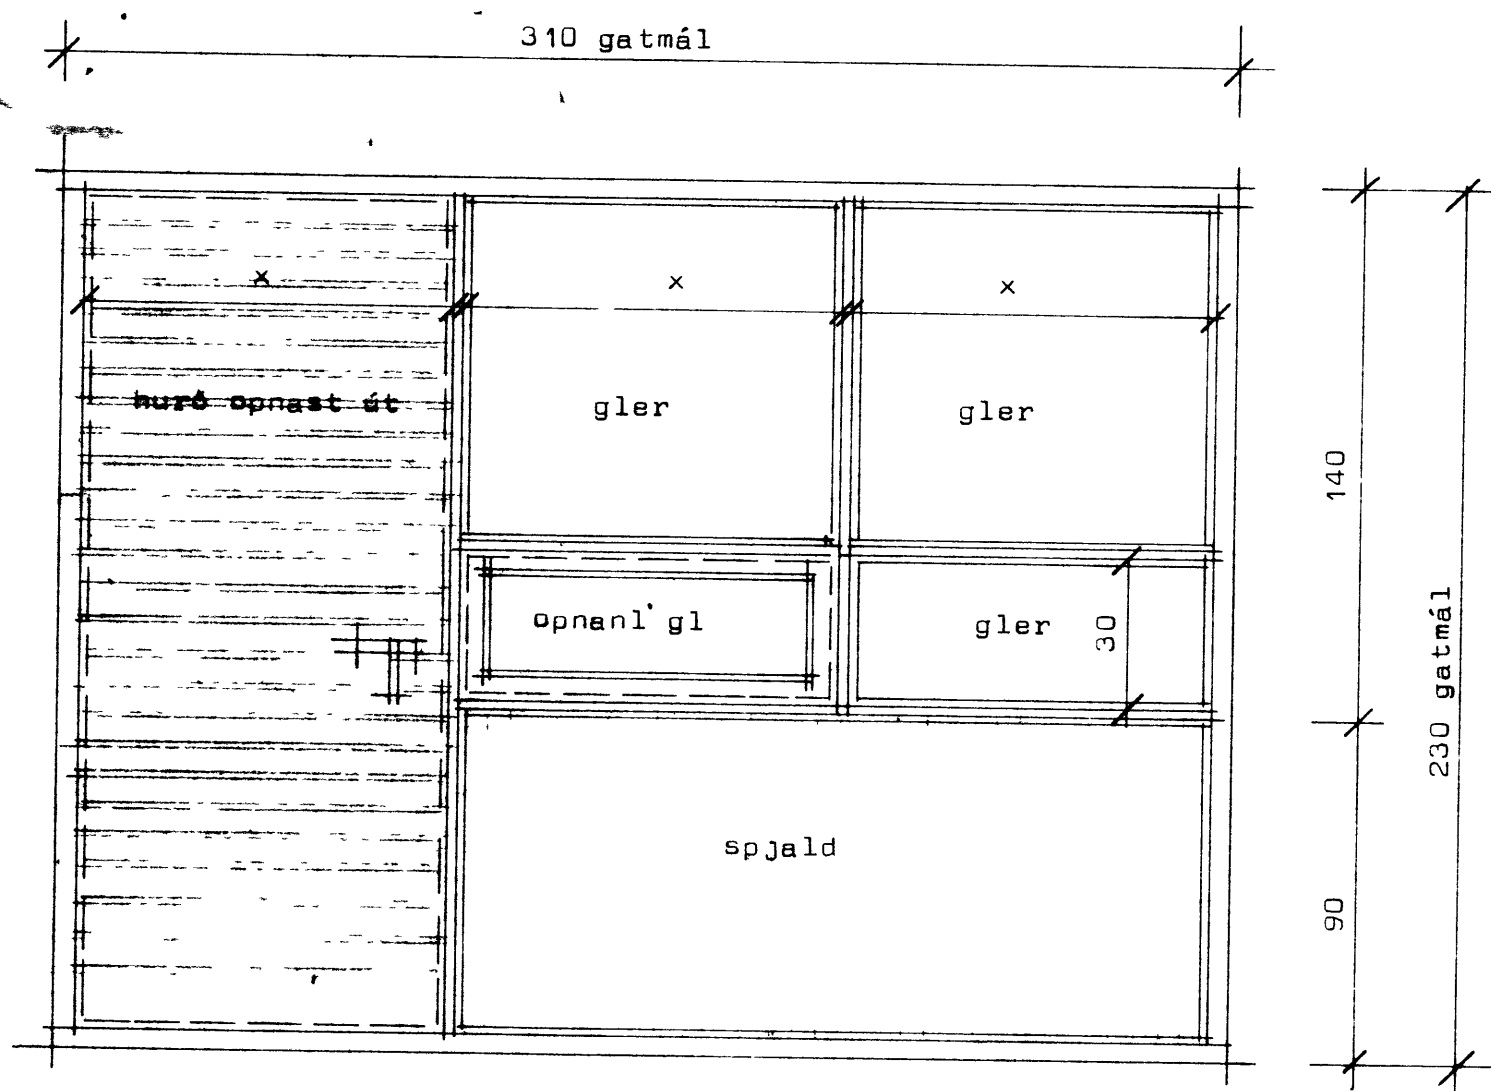 310 gatmál
x
x
x
hurð opnast út
gler
gler
140
opnanl gl
gler
30
230 gatmál
spjald
90